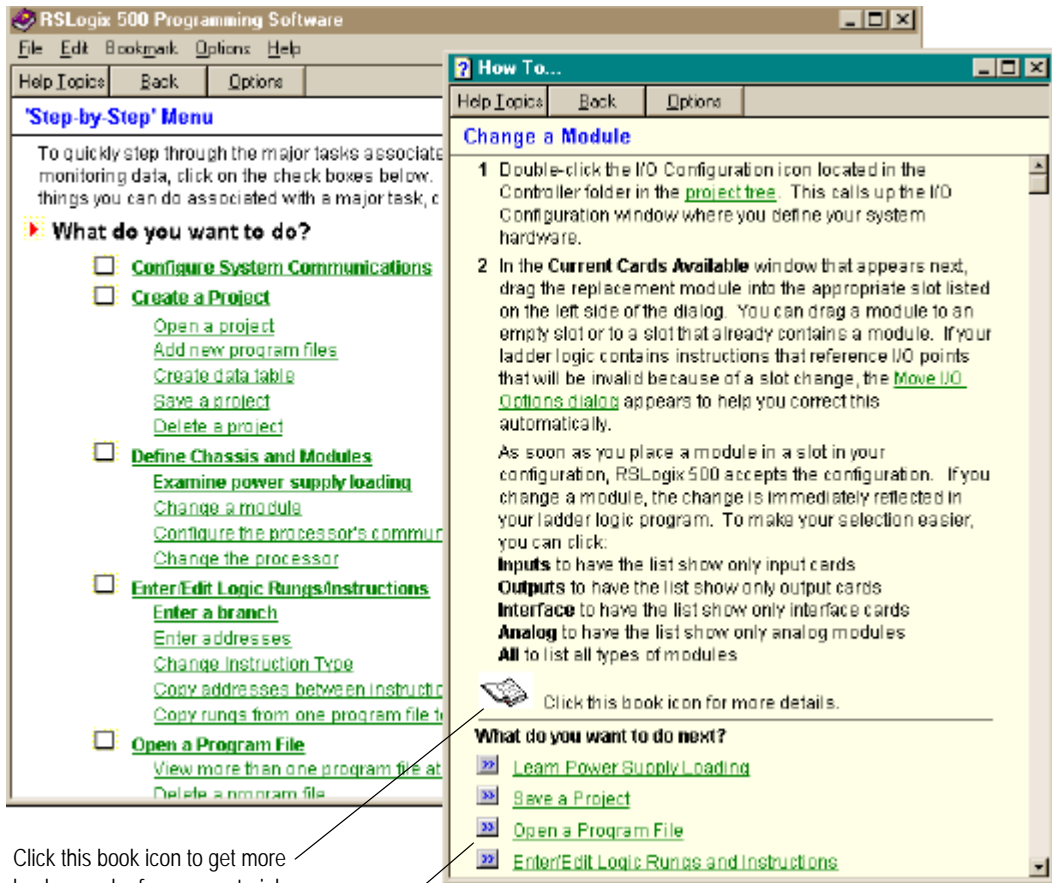 RSLogix 500 Programming Software
File Edit Bookmark Options Help
Help Topics Back Options
'Step-by-Step' Menu
To quickly step through the major tasks associate
monitoring data, click on the check boxes below.
things you can do associated with a major task, c
What do you want to do?
Configure System Communications
Create a Project
Open a project
Add new program files
Create data table
Save a project
Delete a project
Define Chassis and Modules
Examine power supply loading
Change a module
Configure the processor's commun
Change the processor
Enter/Edit Logic Rungs/Instructions
Enter a branch
Enter addresses
Change Instruction Type
Copy addresses between instructio
Copy rungs from one program file to
Open a Program File
View more than one program file at
Delete a program file
How To...
Help Topics Back Options
Change a Module
1 Double-click the I/O Configuration icon located in the
Controller folder in the project tree. This calls up the I/O
Configuration window where you define your system
hardware.
2 In the Current Cards Available window that appears next,
drag the replacement module into the appropriate slot listed
on the left side of the dialog. You can drag a module to an
empty slot or to a slot that already contains a module. If your
ladder logic contains instructions that reference I/O points
that will be invalid because of a slot change, the Move I/O
Options dialog appears to help you correct this
automatically.
As soon as you place a module in a slot in your
configuration, RSLogix 500 accepts the configuration. If you
change a module, the change is immediately reflected in
your ladder logic program. To make your selection easier,
you can click:
Inputs to have the list show only input cards
Outputs to have the list show only output cards
Interface to have the list show only interface cards
Analog to have the list show only analog modules
All to list all types of modules
Click this book icon for more details.
What do you want to do next?
Learn Power Supply Loading
Save a Project
Open a Program File
Enter/Edit Logic Rungs and Instructions
Click this book icon to get more